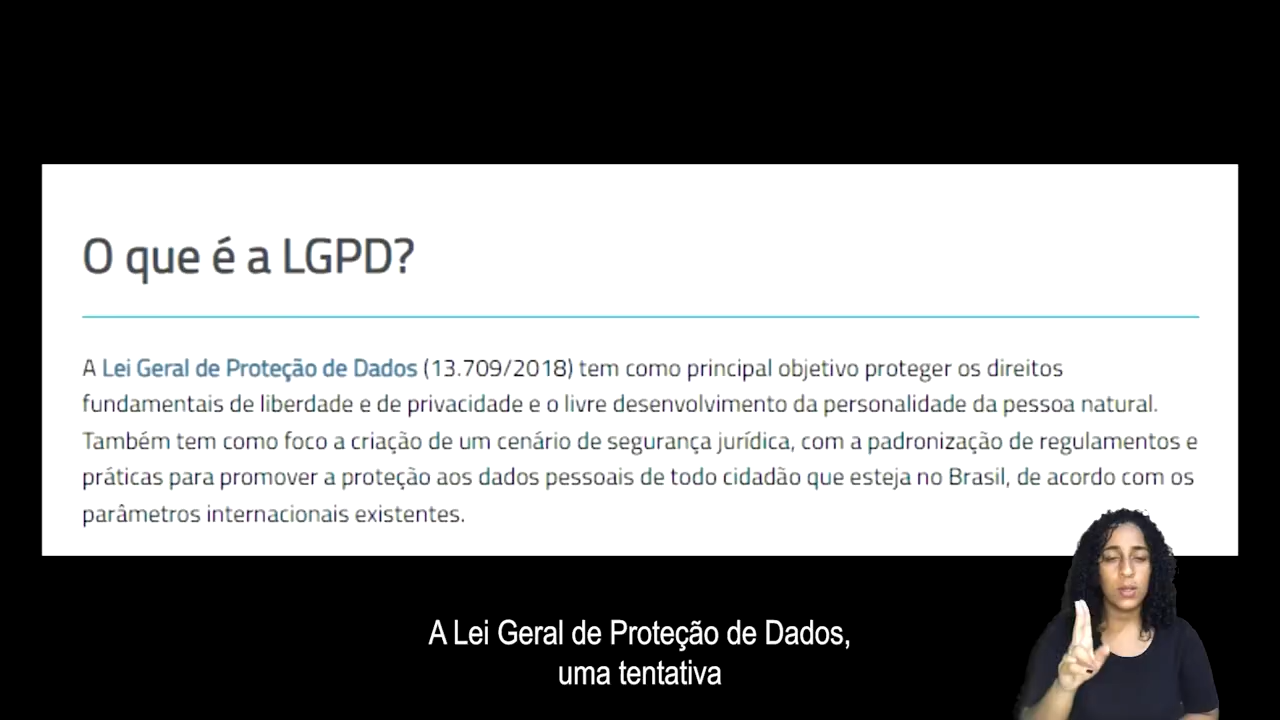 O que é a LGPD?
A Lei Geral de Proteção de Dados (13.709/2018) tem como principal objetivo proteger os direitos
fundamentais de liberdade e de privacidade e o livre desenvolvimento da personalidade da pessoa natural.
Também tem como foco a criação de um cenário de segurança jurídica, com a padronização de regulamentos e
práticas para promover a proteção aos dados pessoais de todo cidadão que esteja no Brasil, de acordo com os
parâmetros internacionais existentes.
A Lei Geral de Proteção de Dados,
uma tentativa